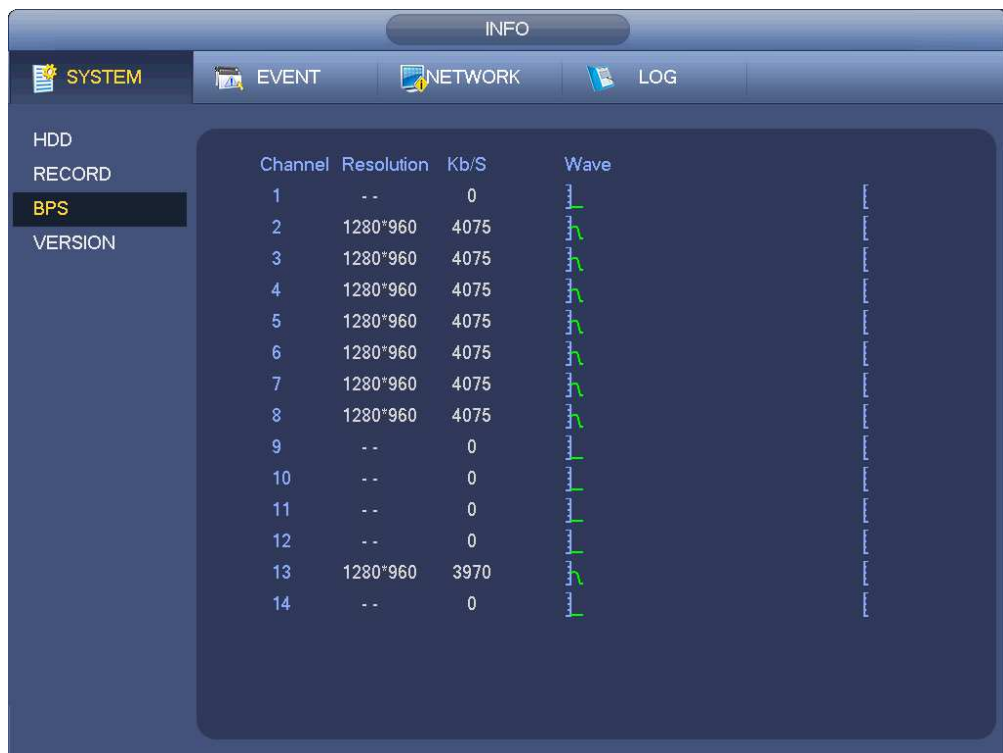 INFO
SYSTEM EVENT NETWORK LOG
HDD
RECORD
BPS
VERSION
Channel Resolution Kb/S Wave
1 - - 0
2 1280*960 4075
3 1280*960 4075
4 1280*960 4075
5 1280*960 4075
6 1280*960 4075
7 1280*960 4075
8 1280*960 4075
9 - - 0
10 - - 0
11 - - 0
12 - - 0
13 1280*960 3970
14 - - 0